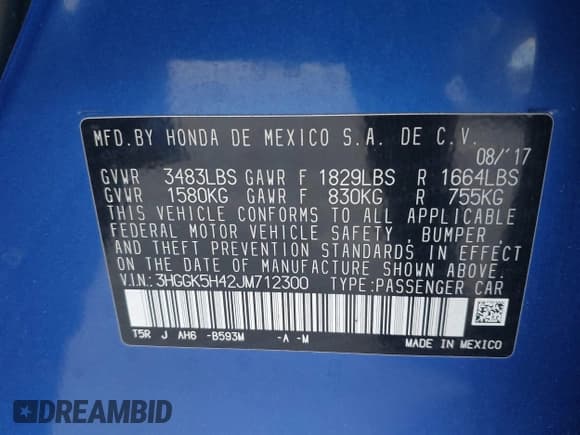 MFD. BY HONDA DE MEXICO S.A. DE C.V.
08/'17
GVWR 3483LBS GAWR F 1829LBS R 1664LBS
GVWR 1580KG GAWR F 830KG R 755KG
THIS VEHICLE CONFORMS TO ALL APPLICABLE
FEDERAL MOTOR VEHICLE SAFETY , BUMPER ,
AND THEFT PREVENTION STANDARDS IN EFFECT
ON THE DATE OF MANUFACTURE SHOWN ABOVE.
V.I.N.: 3HGGK5H42JM712300 TYPE:PASSENGER CAR
T5R J AH6 -B593M -A -M MADE IN MEXICO
DREAMBID